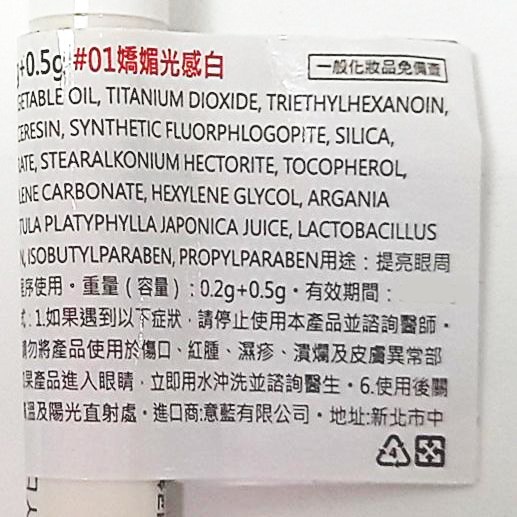 +0.5g #01嬌媚光感白
一般化妝品免備查
OIL, TITANIUM DIOXIDE, TRIETHYLHEXANOIN,
SYNTHETIC FLUORPHLOGOPITE, SILICA,
STEARALKONIUM HECTORITE, TOCOPHEROL,
CARBONATE, HEXYLENE GLYCOL, ARGANIA
PLATYPHYLLA JAPONICA JUICE, LACTOBACILLUS
ISOBUTYLPARABEN, PROPYLPARABEN用途：提亮眼周
序使用・重量（容量）：0.2g+0.5g・有效期間：
：1.如果遇到以下症狀，請停止使用本產品並諮詢醫師・
勿將產品使用於傷口、紅腫、濕疹、潰爛及皮膚異常部
果產品進入眼睛，立即用水沖洗並諮詢醫生・6.使用後關
溫及陽光直射處・進口商:意藍有限公司・地址:新北市中
4